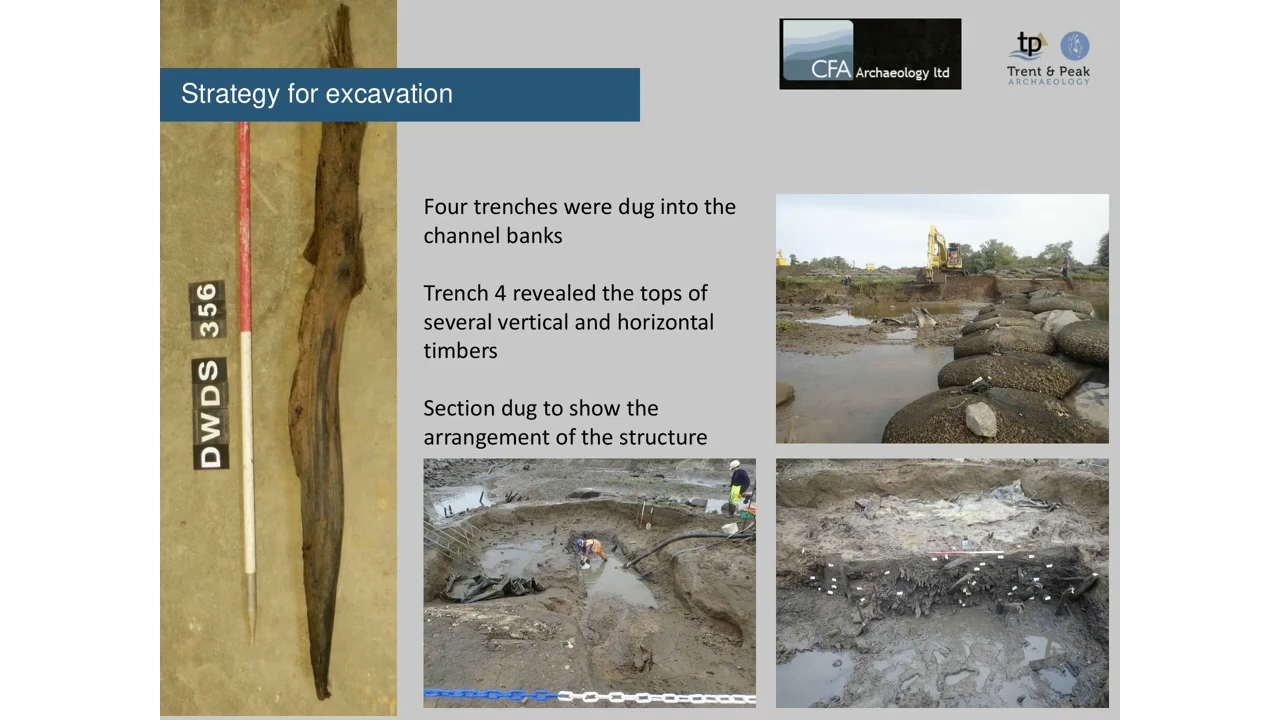 Strategy for excavation
CFA Archaeology ltd
tp
Trent & Peak
ARCHAEOLOGY
Four trenches were dug into the
channel banks
Trench 4 revealed the tops of
several vertical and horizontal
timbers
Section dug to show the
arrangement of the structure
DWDS 356